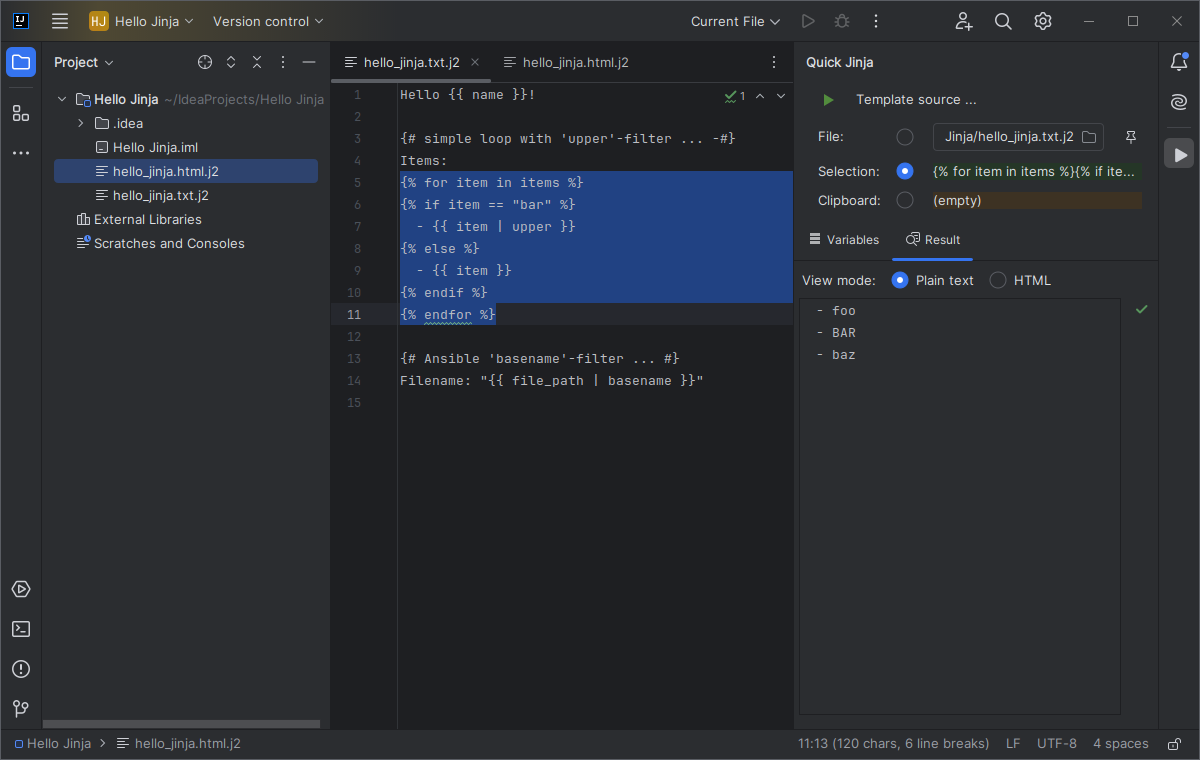 HJ Hello Jinja Version control Current File
Project
Hello Jinja ~/IdeaProjects/Hello Jinja
.idea
Hello Jinja.iml
hello_jinja.html.j2
hello_jinja.txt.j2
External Libraries
Scratches and Consoles
hello_jinja.txt.j2 hello_jinja.html.j2
1 Hello {{ name }}! 1
2
3 {# simple loop with 'upper'-filter ... -#}
4 Items:
5 {% for item in items %}
6 {% if item == "bar" %}
7   - {{ item | upper }}
8 {% else %}
9   - {{ item }}
10 {% endif %}
11 {% endfor %}
12
13 {# Ansible 'basename'-filter ... #}
14 Filename: "{{ file_path | basename }}"
15
Quick Jinja
Template source ...
File: Jinja/hello_jinja.txt.j2
Selection: {% for item in items %}{% if ite...
Clipboard: (empty)
Variables Result
View mode: Plain text HTML
- foo
- BAR
- baz
Hello Jinja hello_jinja.html.j2 11:13 (120 chars, 6 line breaks) LF UTF-8 4 spaces